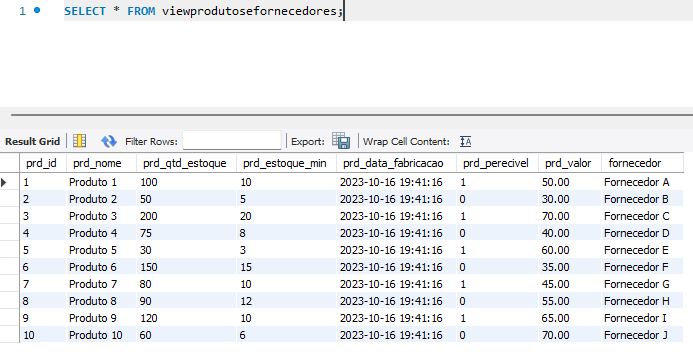 1 SELECT * FROM viewprodutosefornecedores;
Result Grid Filter Rows: Export: Wrap Cell Content: IA
prd_id prd_nome prd_qtd_estoque prd_estoque_min prd_data_fabricacao prd_perecivel prd_valor fornecedor
1 Produto 1 100 10 2023-10-16 19:41:16 1 50.00 Fornecedor A
2 Produto 2 50 5 2023-10-16 19:41:16 0 30.00 Fornecedor B
3 Produto 3 200 20 2023-10-16 19:41:16 1 70.00 Fornecedor C
4 Produto 4 75 8 2023-10-16 19:41:16 0 40.00 Fornecedor D
5 Produto 5 30 3 2023-10-16 19:41:16 1 60.00 Fornecedor E
6 Produto 6 150 15 2023-10-16 19:41:16 0 35.00 Fornecedor F
7 Produto 7 80 10 2023-10-16 19:41:16 1 45.00 Fornecedor G
8 Produto 8 90 12 2023-10-16 19:41:16 0 55.00 Fornecedor H
9 Produto 9 120 10 2023-10-16 19:41:16 1 65.00 Fornecedor I
10 Produto 10 60 6 2023-10-16 19:41:16 0 70.00 Fornecedor J